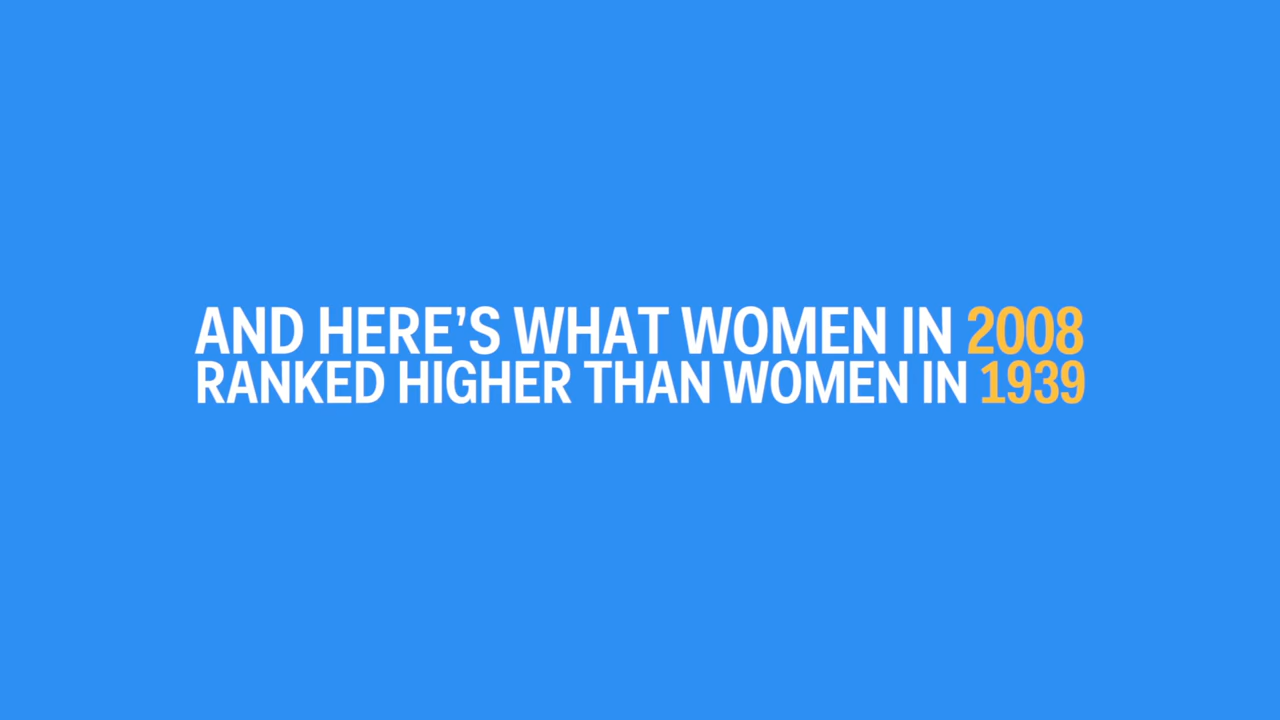 AND HERE’S WHAT WOMEN IN 2008
RANKED HIGHER THAN WOMEN IN 1939